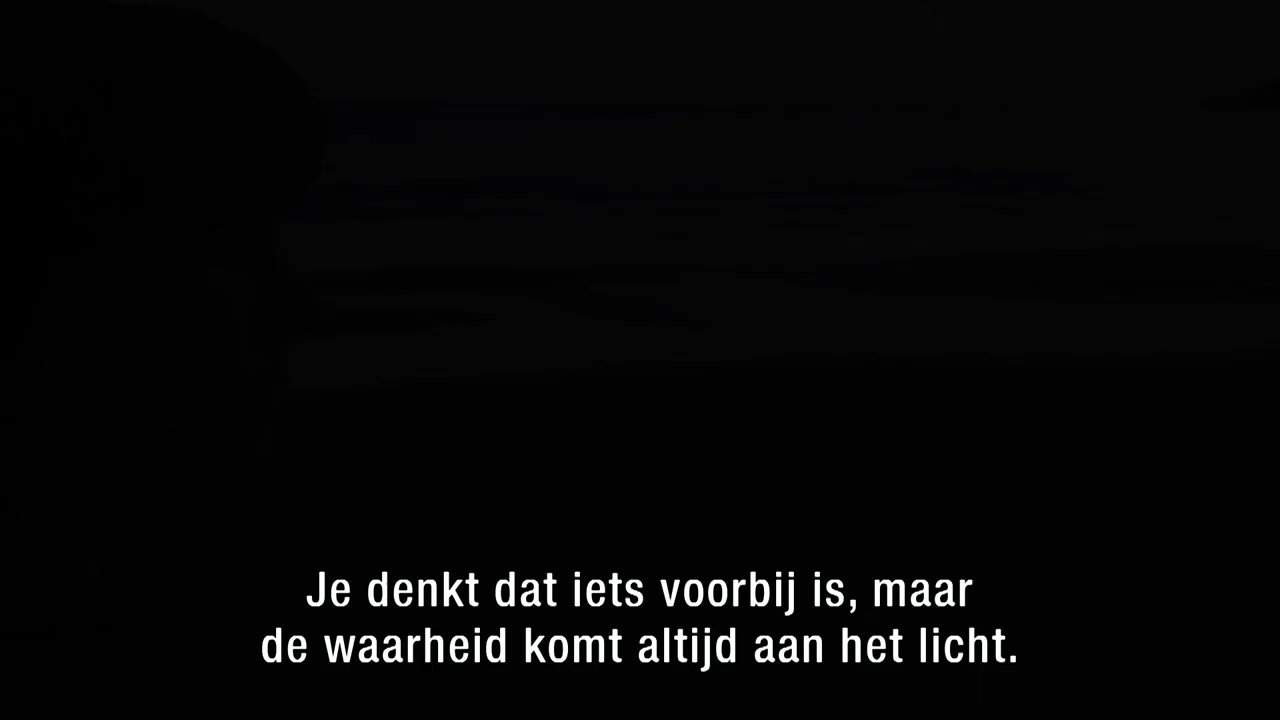 Je denkt dat iets voorbij is, maar
de waarheid komt altijd aan het licht.